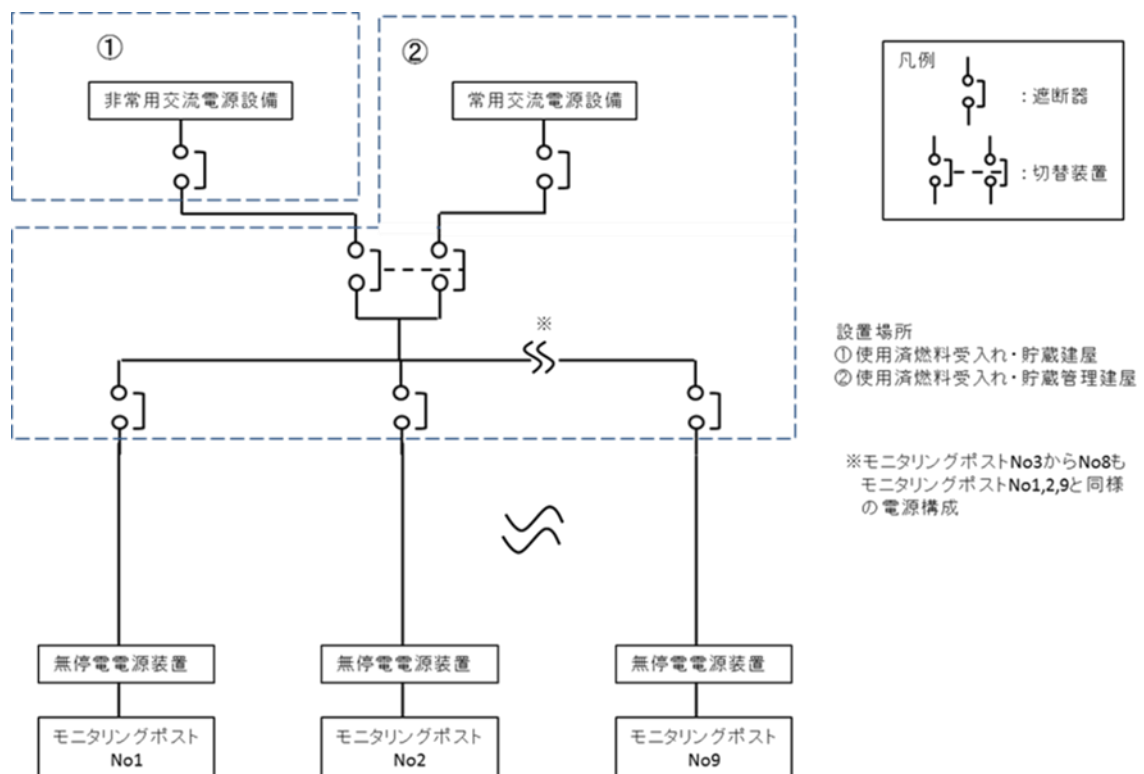 ①
②
非常用交流電源設備
常用交流電源設備
凡例
:遮断器
:切替装置
※
設置場所
①使用済燃料受入れ・貯蔵建屋
②使用済燃料受入れ・貯蔵管理建屋
※モニタリングポストNo3からNo8も
モニタリングポストNo1,2,9と同様
の電源構成
無停電電源装置
無停電電源装置
無停電電源装置
モニタリングポスト
No1
モニタリングポスト
No2
モニタリングポスト
No9